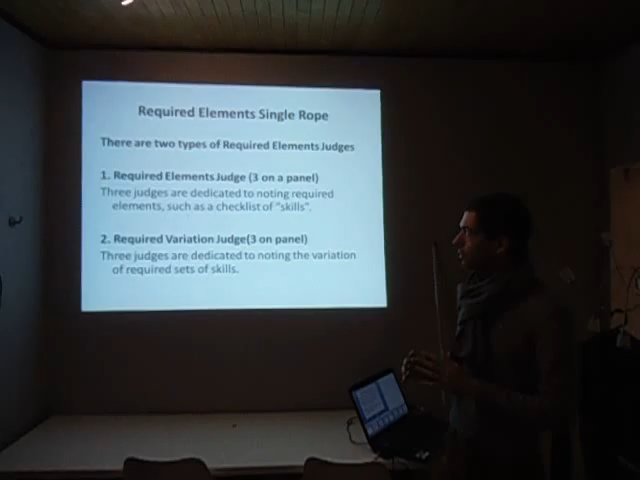 Required Elements Single Rope
There are two types of Required Elements Judges
1. Required Elements Judge (3 on a panel)
Three judges are dedicated to noting required
elements, such as a checklist of "skills".
2. Required Variation Judge(3 on panel)
Three judges are dedicated to noting the variation
of required sets of skills.